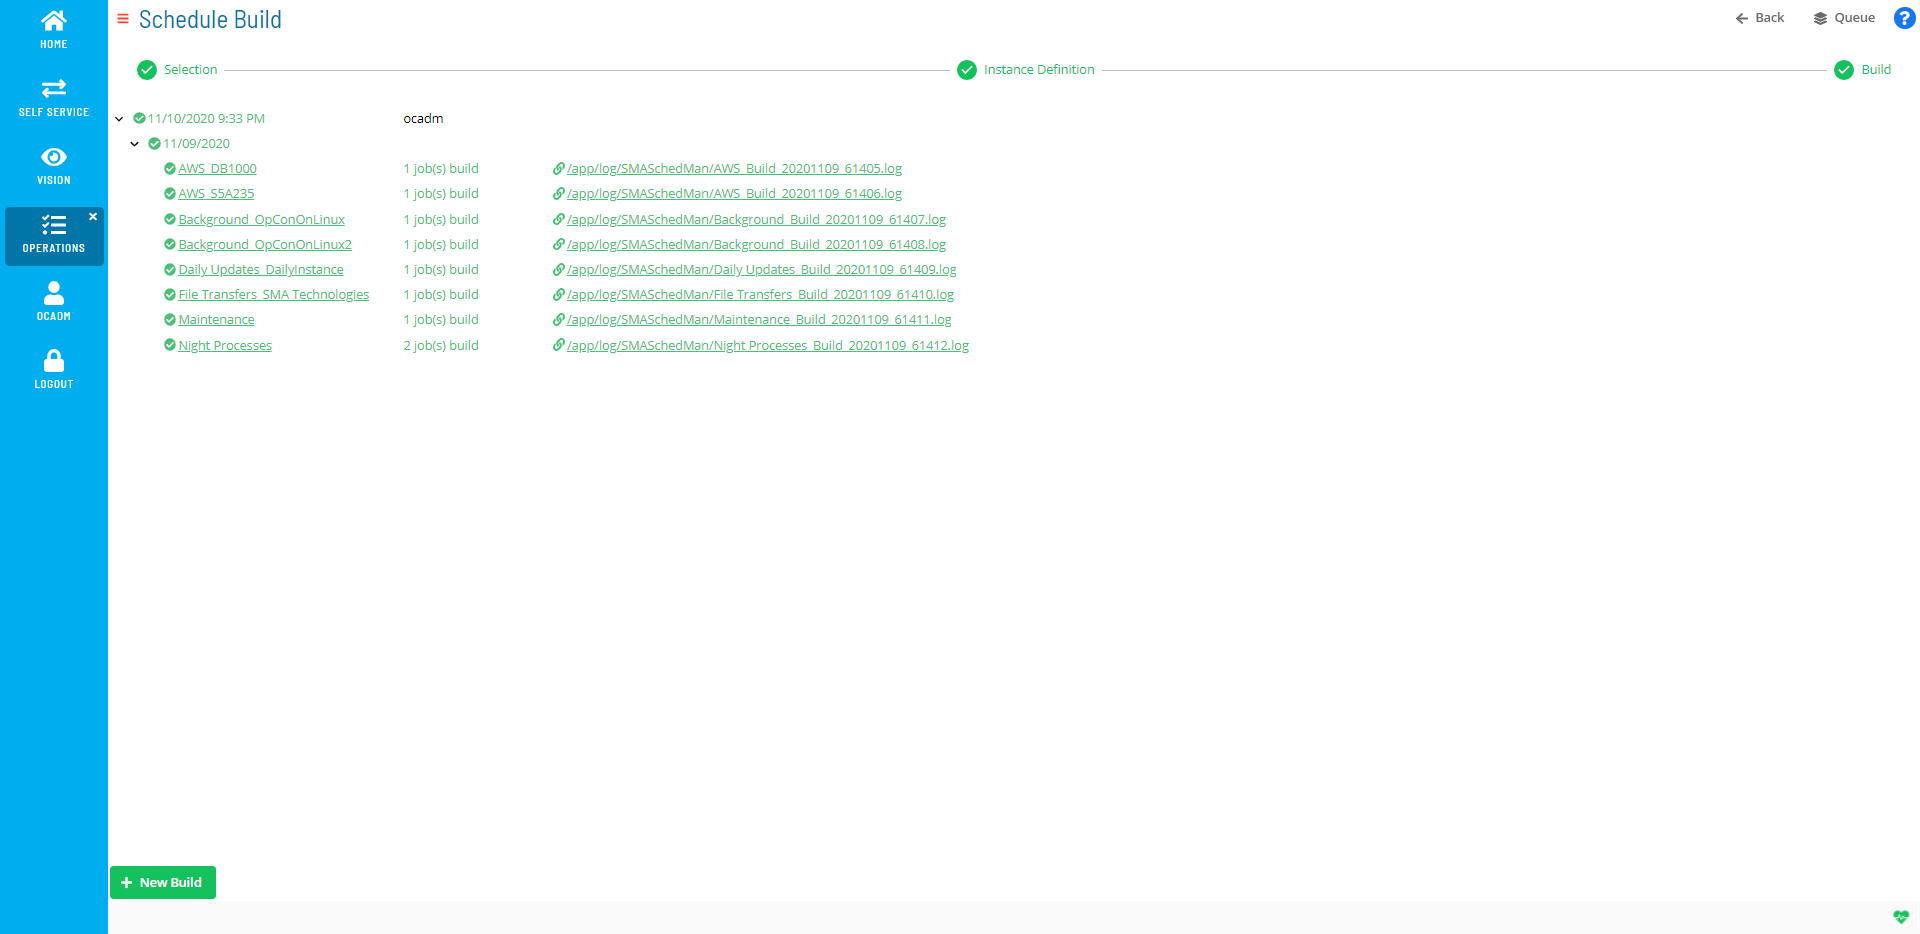 Schedule Build
Back
Queue
?
HOME
SELF SERVICE
VISION
OPERATIONS
OCADM
LOGOUT
Selection
Instance Definition
Build
11/10/2020 9:33 PM ocadm
11/09/2020
AWS_DB1000 1 job(s) build /app/log/SMASchedMan/AWS_Build_20201109_61405.log
AWS_S5A235 1 job(s) build /app/log/SMASchedMan/AWS_Build_20201109_61406.log
Background_OpConOnLinux 1 job(s) build /app/log/SMASchedMan/Background_Build_20201109_61407.log
Background_OpConOnLinux2 1 job(s) build /app/log/SMASchedMan/Background_Build_20201109_61408.log
Daily Updates_DailyInstance 1 job(s) build /app/log/SMASchedMan/Daily Updates_Build_20201109_61409.log
File Transfers_SMA Technologies 1 job(s) build /app/log/SMASchedMan/File Transfers_Build_20201109_61410.log
Maintenance 1 job(s) build /app/log/SMASchedMan/Maintenance_Build_20201109_61411.log
Night Processes 2 job(s) build /app/log/SMASchedMan/Night Processes_Build_20201109_61412.log
New Build